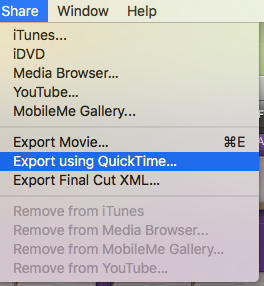 Share Window Help
iTunes...
iDVD
Media Browser...
YouTube...
MobileMe Gallery...
Export Movie... ⌘E
Export using QuickTime...
Export Final Cut XML...
Remove from iTunes
Remove from Media Browser...
Remove from MobileMe Gallery...
Remove from YouTube...